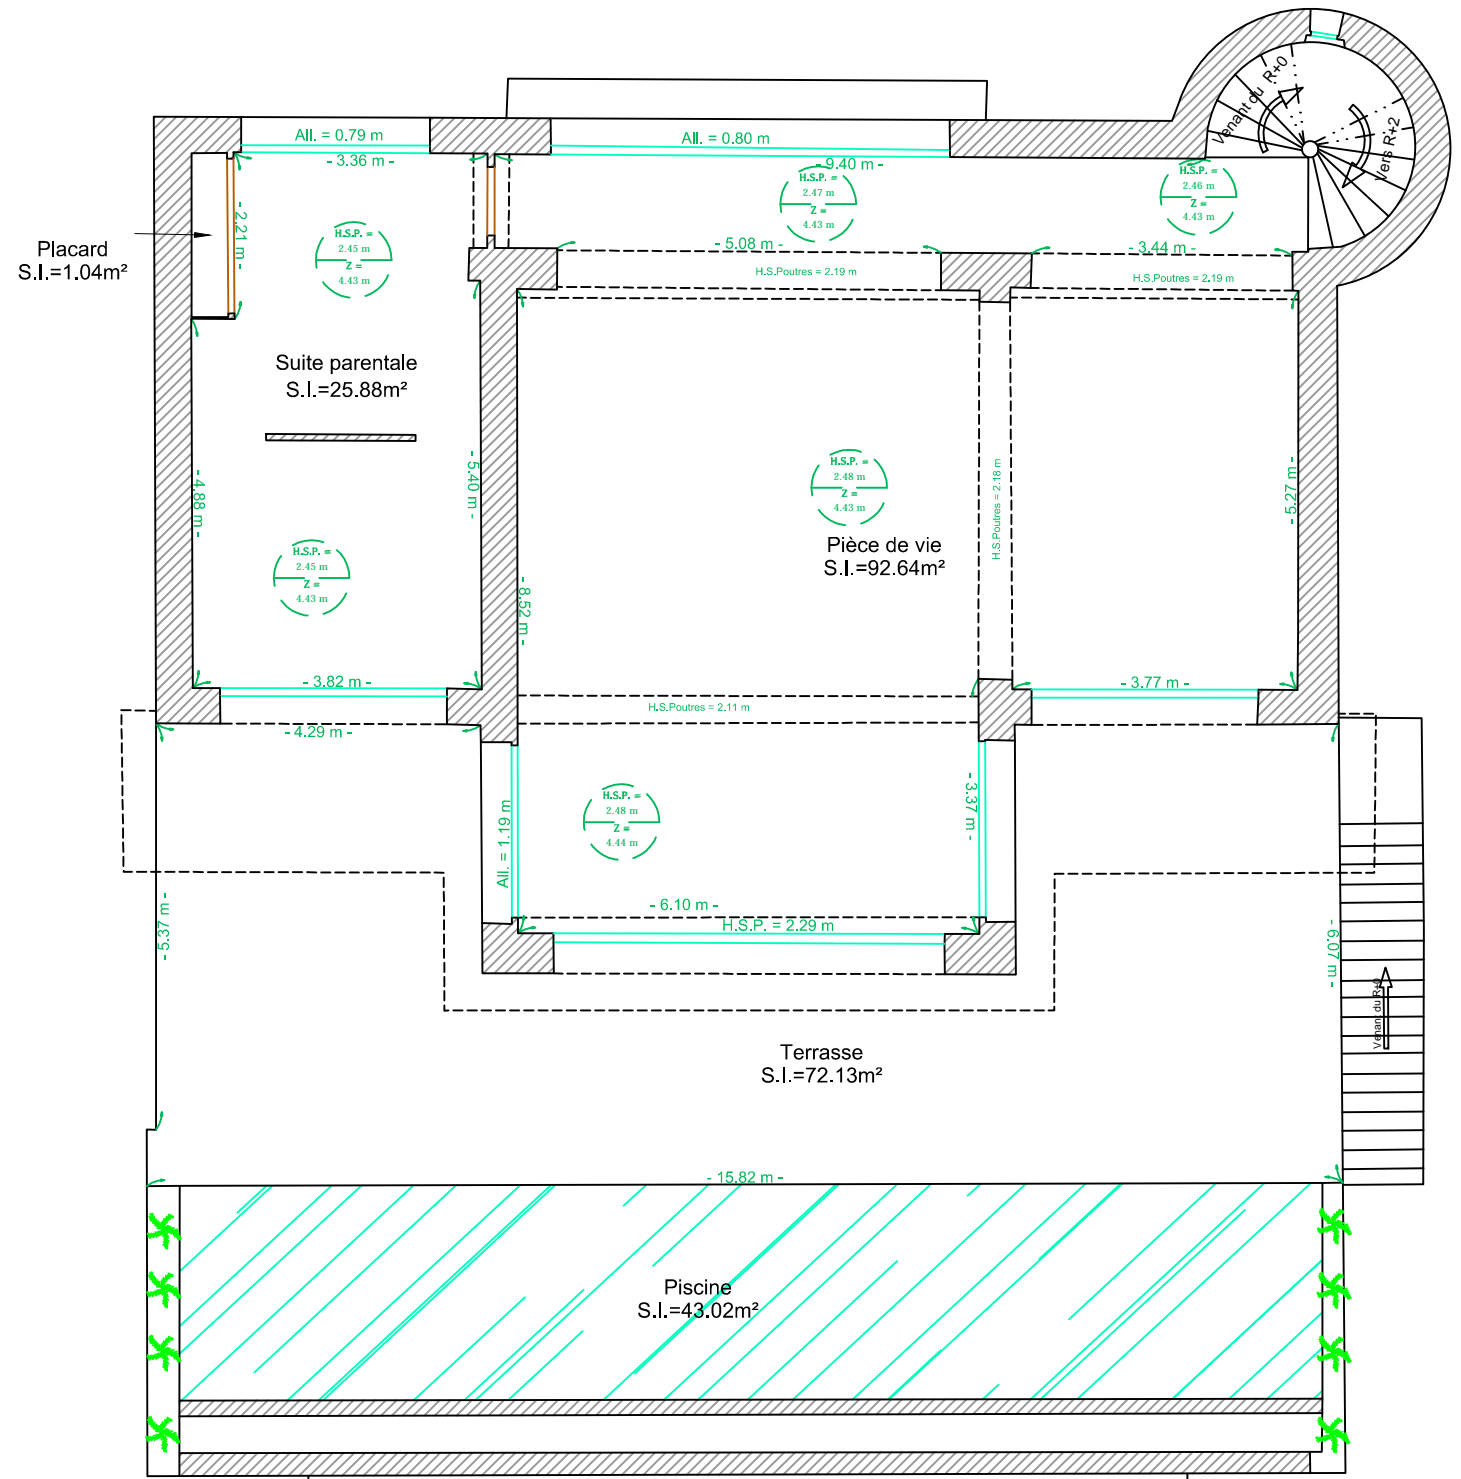 Venant du R+0
Vers R+2
All. = 0.79 m
- 3.36 m -
All. = 0.80 m
- 9.40 m -
H.S.P. =
2.47 m
Z =
4.43 m
H.S.P. =
2.46 m
Z =
4.43 m
Placard
S.I.=1.04m²
- 2.21 m -
H.S.P. =
2.45 m
Z =
4.43 m
- 5.08 m -
- 3.44 m -
H.S.Poutres = 2.19 m
H.S.Poutres = 2.19 m
Suite parentale
S.I.=25.88m²
- 4.88 m -
- 5.40 m -
H.S.P. =
2.48 m
Z =
4.43 m
H.S.Poutres = 2.18 m
- 5.27 m -
Pièce de vie
S.I.=92.64m²
H.S.P. =
2.45 m
Z =
4.43 m
- 8.52 m -
- 3.82 m -
- 3.77 m -
H.S.Poutres = 2.11 m
- 4.29 m -
H.S.P. =
2.48 m
Z =
4.44 m
All. = 1.19 m
- 3.37 m -
- 6.10 m -
H.S.P. = 2.29 m
- 5.37 m -
- 6.07 m -
Venant du R+0
Terrasse
S.I.=72.13m²
- 15.82 m -
Piscine
S.I.=43.02m²